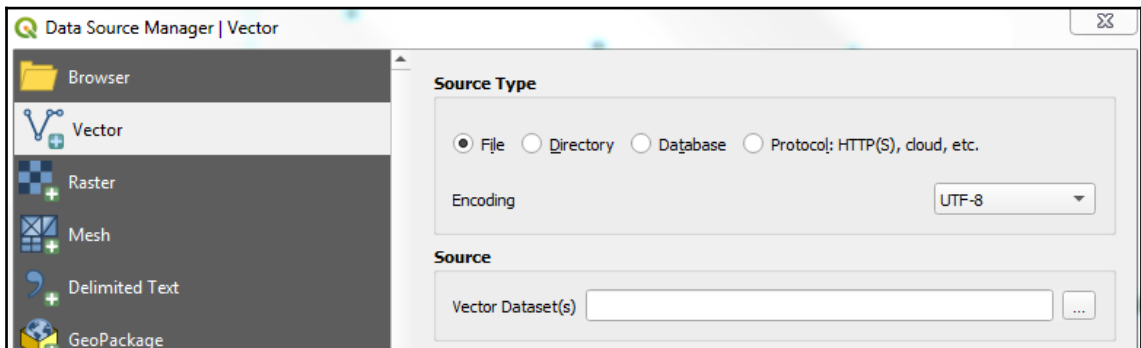 Data Source Manager | Vector
Browser
Vector
Raster
Mesh
Delimited Text
GeoPackage
Source Type
File Directory Database Protocol: HTTP(S), cloud, etc.
Encoding UTF-8
Source
Vector Dataset(s) ...